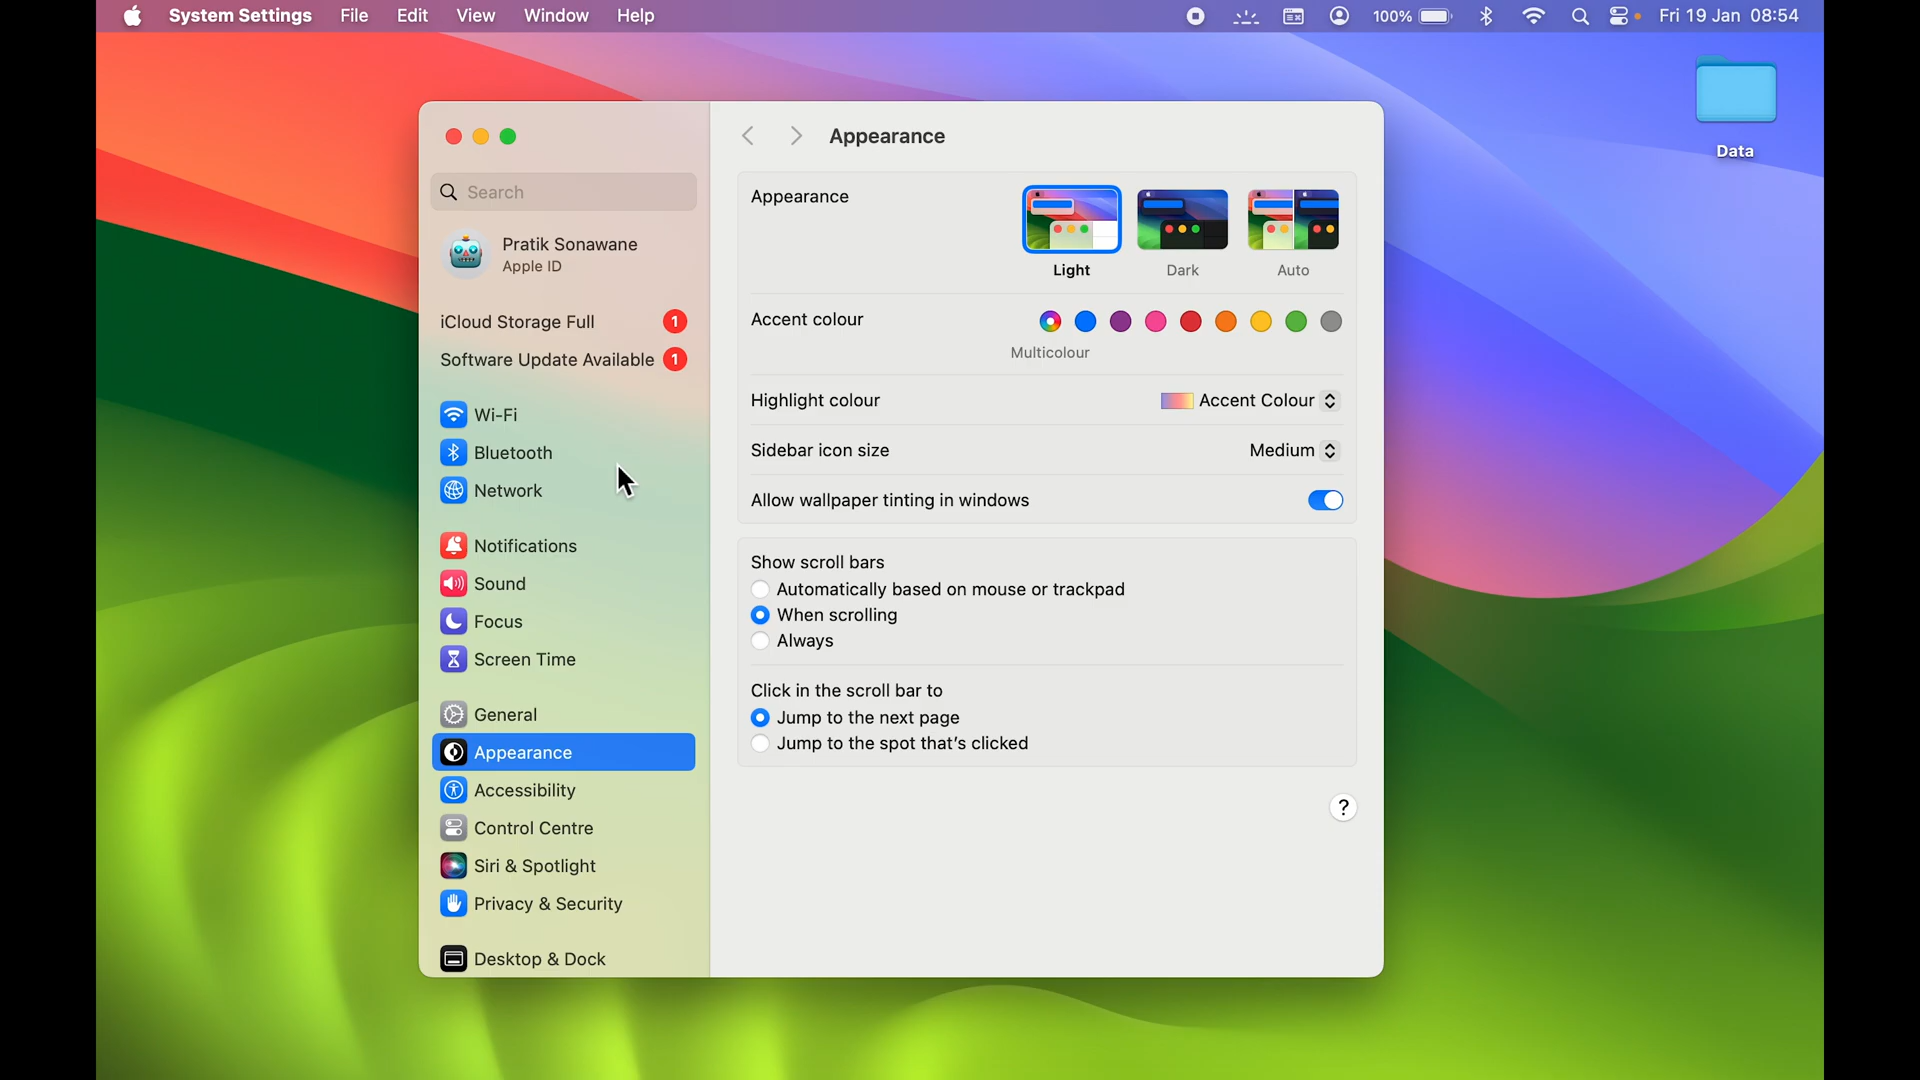 System Settings File Edit View Window Help 100% Fri 19 Jan 08:54
Data
Search
Pratik Sonawane
Apple ID
iCloud Storage Full 1
Software Update Available 1
Wi-Fi
Bluetooth
Network
Notifications
Sound
Focus
Screen Time
General
Appearance
Accessibility
Control Centre
Siri & Spotlight
Privacy & Security
Desktop & Dock
Appearance
Appearance
Light Dark Auto
Accent colour
Multicolour
Highlight colour Accent Colour
Sidebar icon size Medium
Allow wallpaper tinting in windows
Show scroll bars
Automatically based on mouse or trackpad
When scrolling
Always
Click in the scroll bar to
Jump to the next page
Jump to the spot that's clicked
?